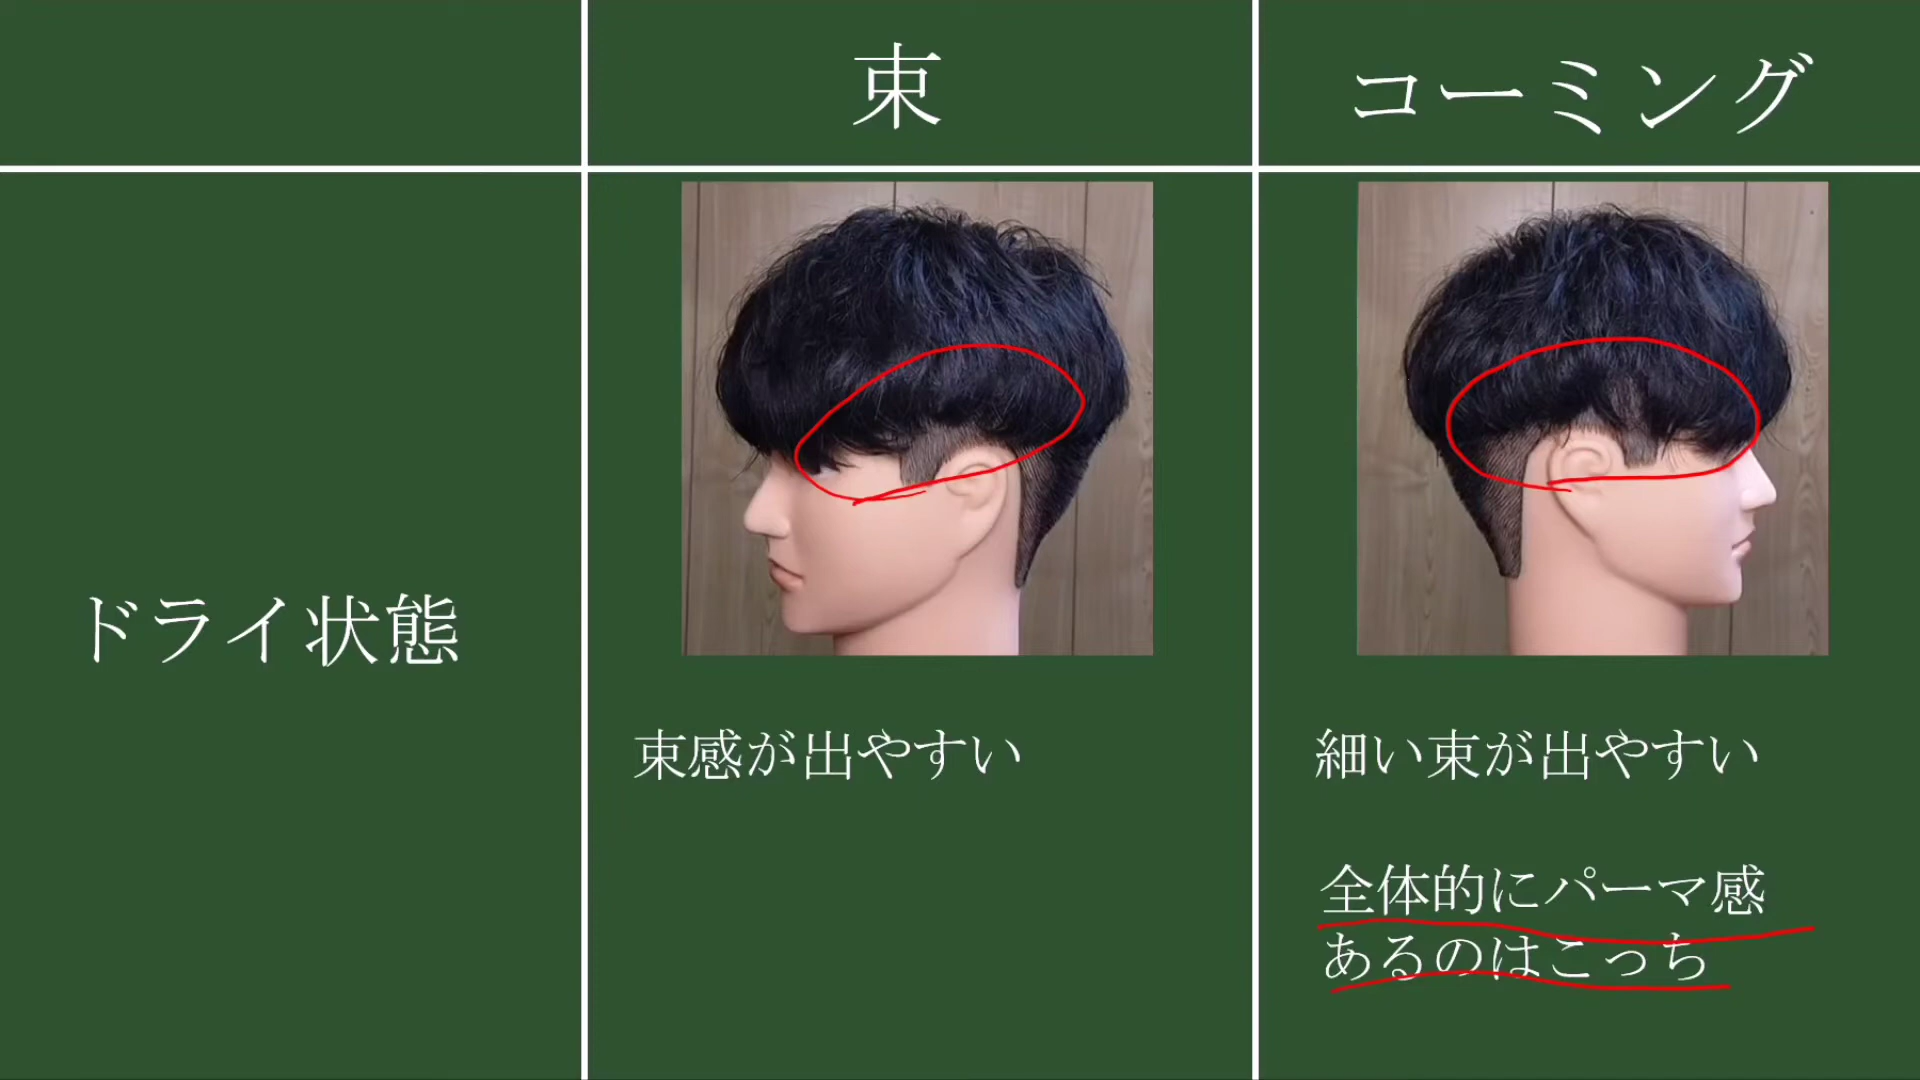 束
コーミング
ドライ状態
束感が出やすい
細い束が出やすい
全体的にパーマ感
あるのはこっち